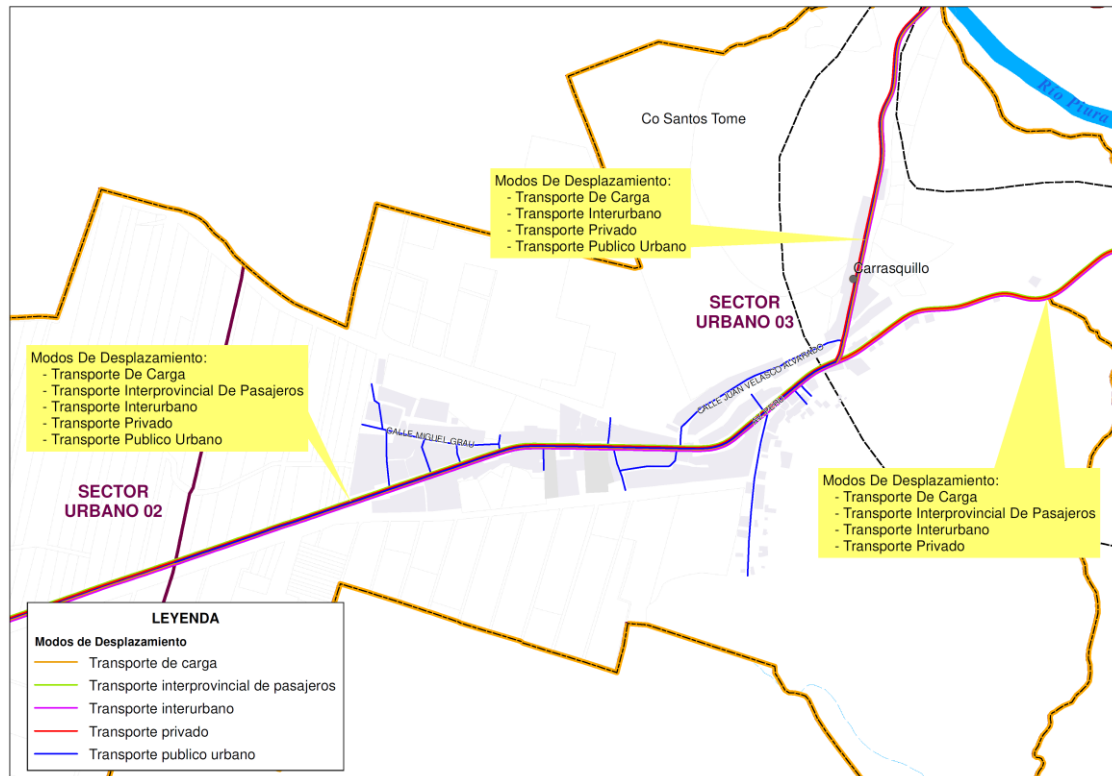 Rio Piura
Co Santos Tome
Modos De Desplazamiento:
- Transporte De Carga
- Transporte Interurbano
- Transporte Privado
- Transporte Publico Urbano
Carrasquillo
SECTOR
URBANO 03
Modos De Desplazamiento:
- Transporte De Carga
- Transporte Interprovincial De Pasajeros
- Transporte Interurbano
- Transporte Privado
- Transporte Publico Urbano
CALLE JUAN VELASCO ALVARADO
CALLE MIGUEL GRAU
SECTOR
URBANO 02
Modos De Desplazamiento:
- Transporte De Carga
- Transporte Interprovincial De Pasajeros
- Transporte Interurbano
- Transporte Privado
LEYENDA
Modos de Desplazamiento
Transporte de carga
Transporte interprovincial de pasajeros
Transporte interurbano
Transporte privado
Transporte publico urbano